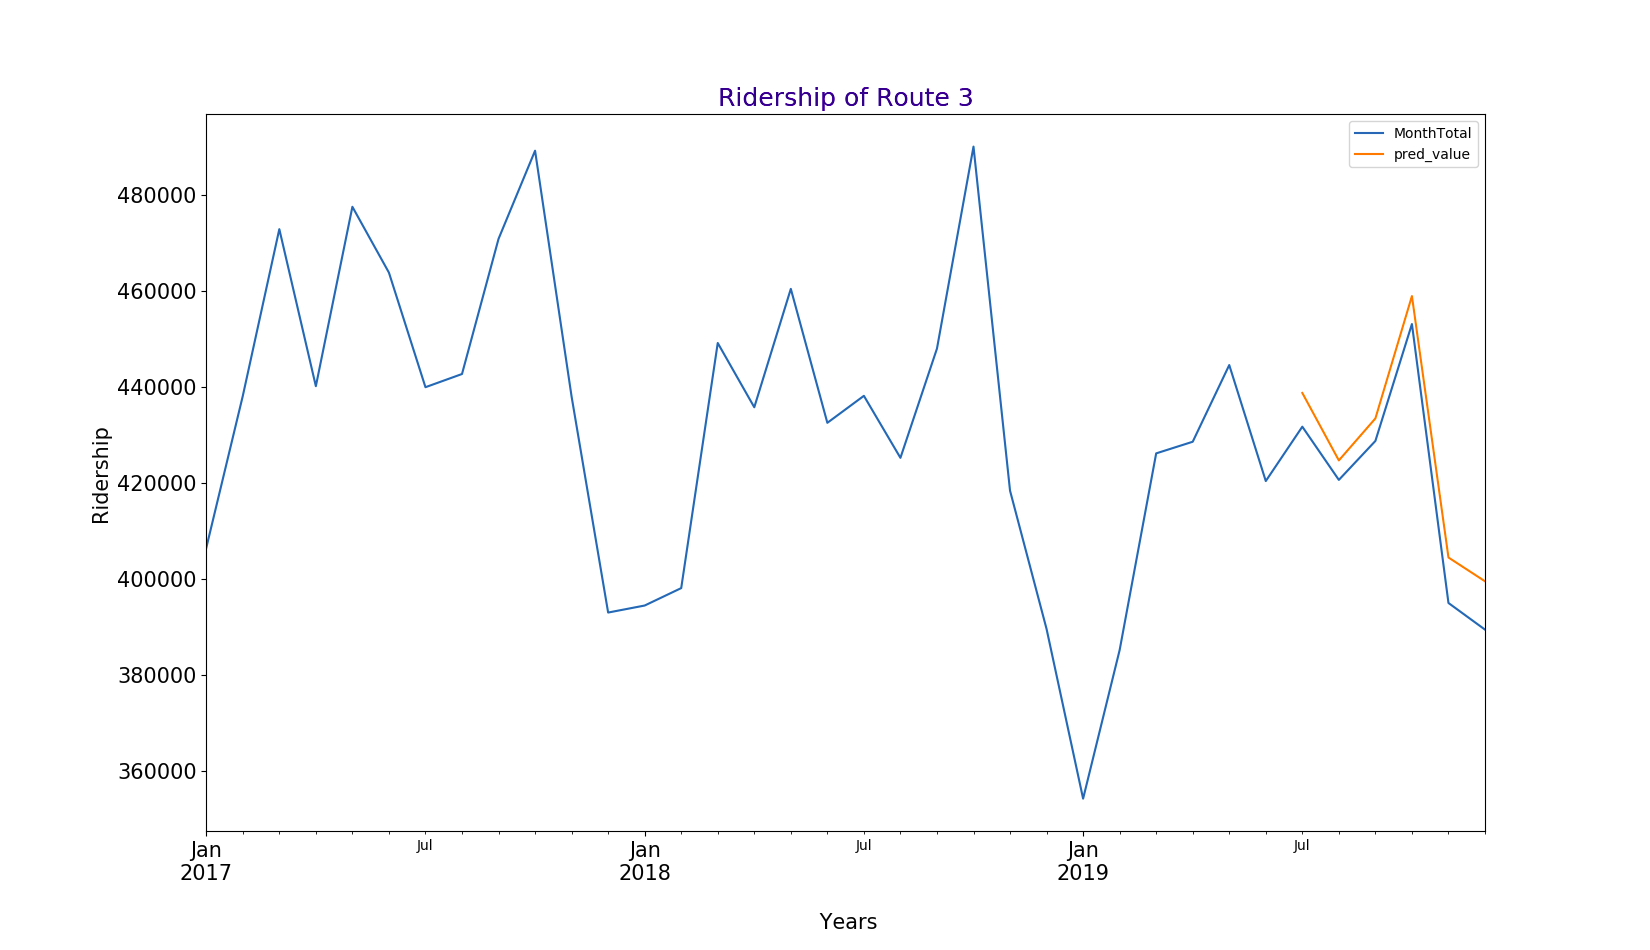 Ridership of Route 3
MonthTotal
pred_value
480000
460000
440000
420000
400000
380000
360000
Ridership
Jan
2017
Jul
Jan
2018
Jul
Jan
2019
Jul
Years